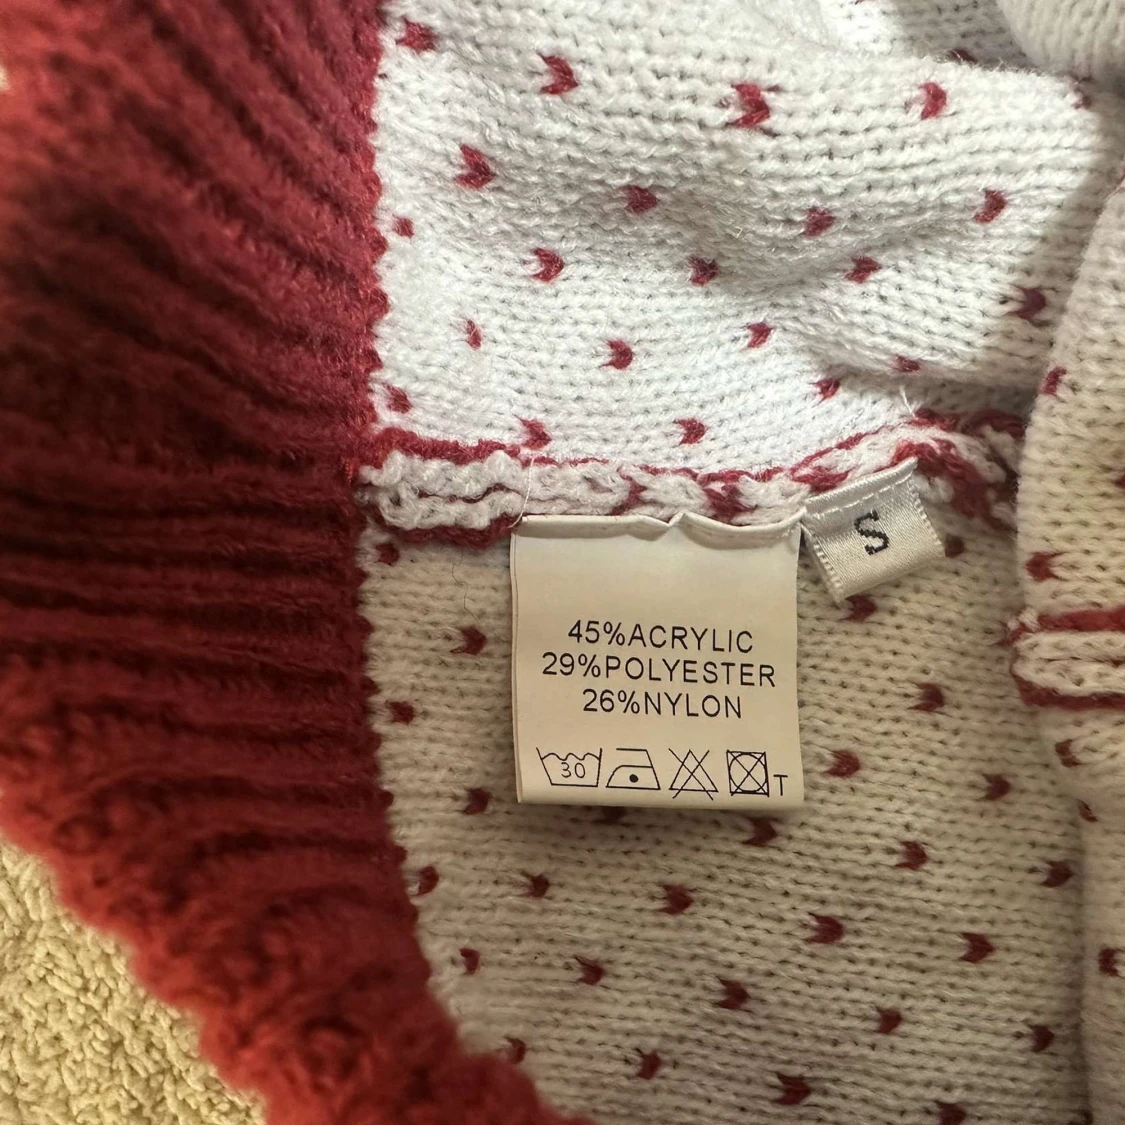 S
45%ACRYLIC
29%POLYESTER
26%NYLON
30 T